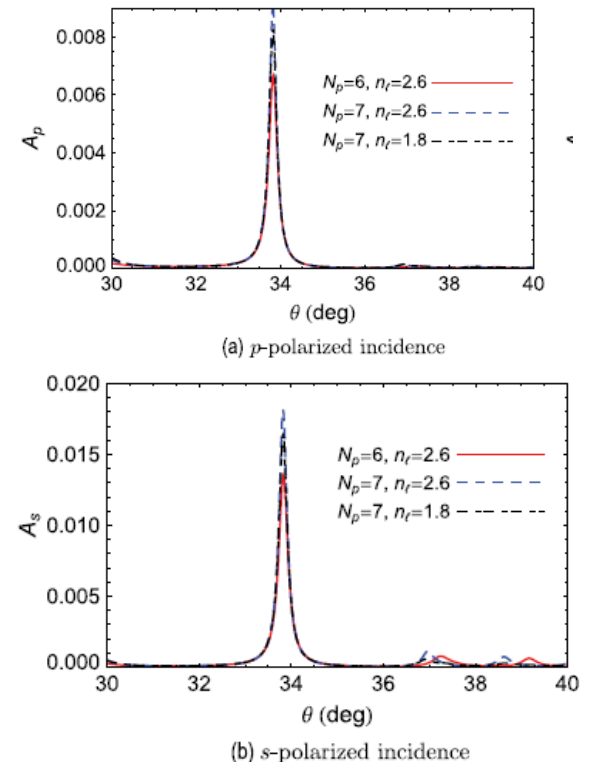 0.008
0.006
0.004
0.002
0.000
A_p
N_p=6, n_ℓ=2.6
N_p=7, n_ℓ=2.6
N_p=7, n_ℓ=1.8
30 32 34 36 38 40
θ (deg)
(a) p-polarized incidence
0.020
0.015
0.010
0.005
0.000
A_s
N_p=6, n_ℓ=2.6
N_p=7, n_ℓ=2.6
N_p=7, n_ℓ=1.8
30 32 34 36 38 40
θ (deg)
(b) s-polarized incidence